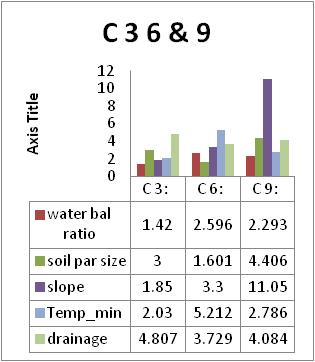 C 3 6 & 9
Axis Title
12
10
8
6
4
2
0
C 3: C 6: C 9:
water bal ratio 1.42 2.596 2.293
soil par size 3 1.601 4.406
slope 1.85 3.3 11.05
Temp_min 2.03 5.212 2.786
drainage 4.807 3.729 4.084